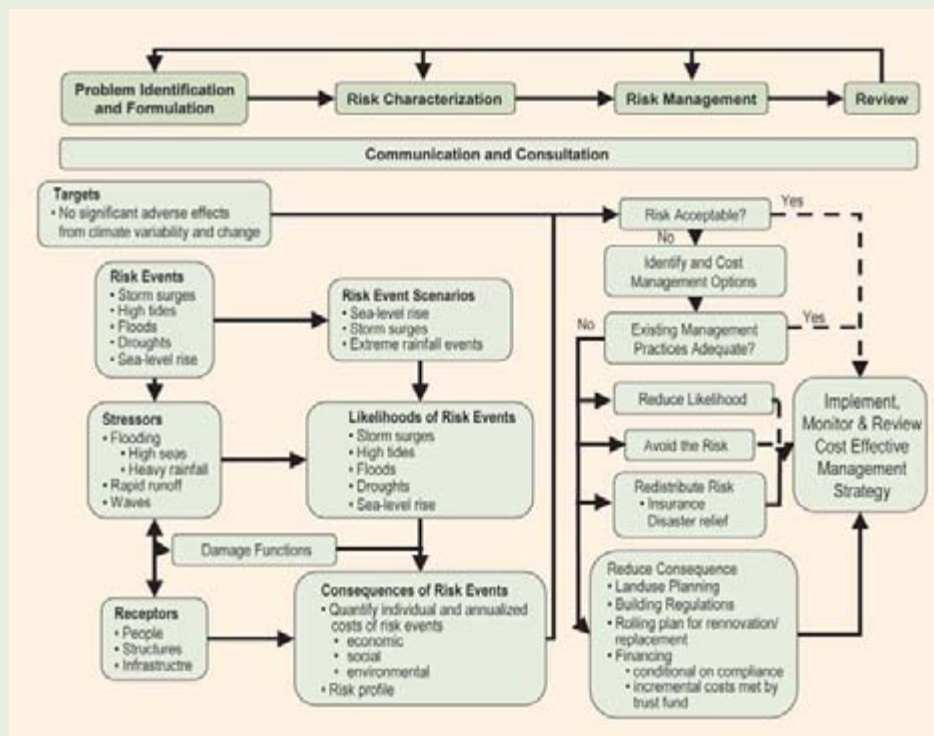 Problem Identification
and Formulation
Risk Characterization
Risk Management
Review
Communication and Consultation
Targets
• No significant adverse effects
from climate variability and change
Risk Events
• Storm surges
• High tides
• Floods
• Droughts
• Sea-level rise
Risk Event Scenarios
• Sea-level rise
• Storm surges
• Extreme rainfall events
Stressors
• Flooding
• High seas
• Heavy rainfall
• Rapid runoff
• Waves
Likelihoods of Risk Events
• Storm surges
• High tides
• Floods
• Droughts
• Sea-level rise
Damage Functions
Receptors
• People
• Structures
• Infrastructre
Consequences of Risk Events
• Quantify individual and annualized
costs of risk events
• economic
• social
• environmental
• Risk profile
Risk Acceptable?
Yes
No
Identify and Cost
Management Options
No
Existing Management
Practices Adequate?
Yes
Reduce Likelihood
Avoid the Risk
Redistribute Risk
• Insurance
Disaster relief
Reduce Consequence
• Landuse Planning
• Building Regulations
• Rolling plan for rennovation/
replacement
• Financing
• conditional on compliance
• incremental costs met by
trust fund
Implement,
Monitor & Review
Cost Effective
Management
Strategy